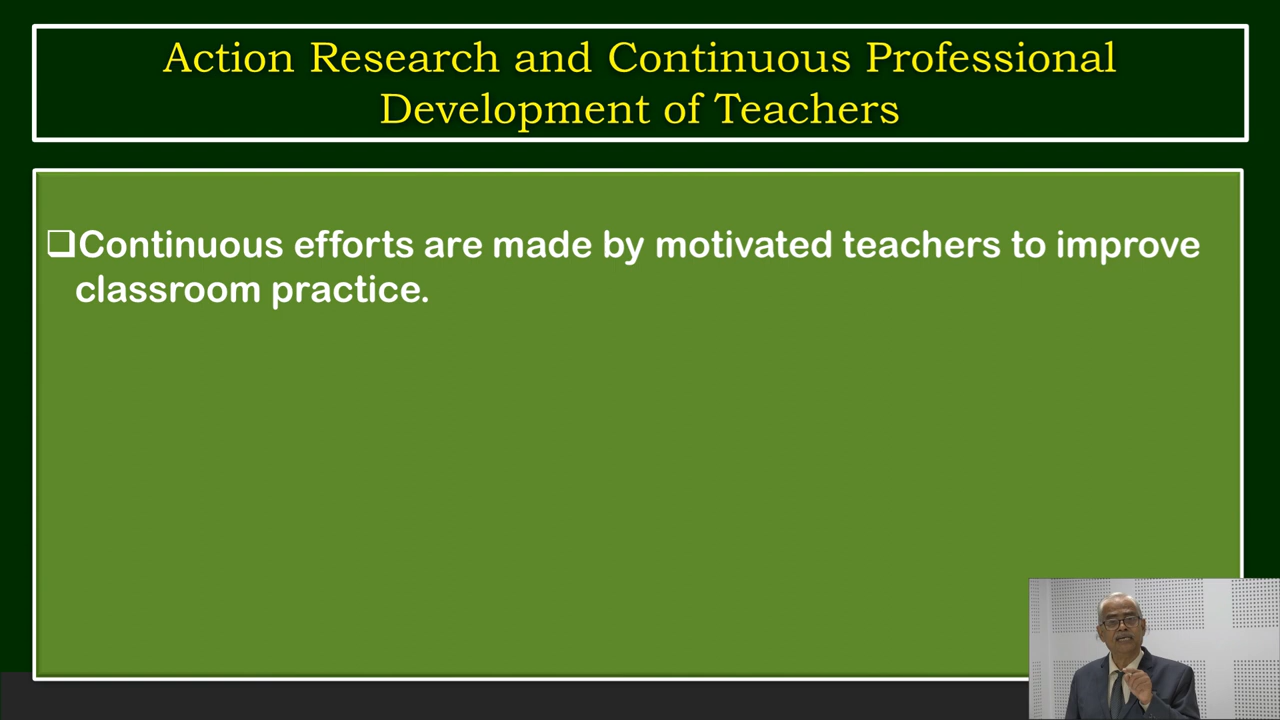 Action Research and Continuous Professional
Development of Teachers
❑Continuous efforts are made by motivated teachers to improve
classroom practice.